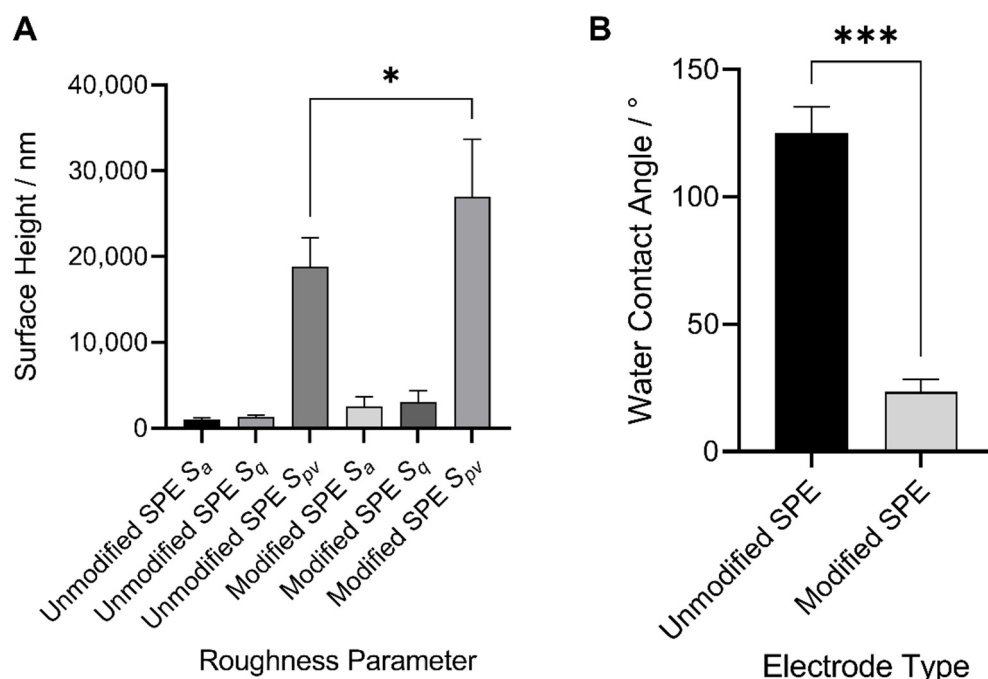 A
*
40,000
30,000
20,000
10,000
0
Surface Height / nm
Unmodified SPE Sa
Unmodified SPE Sq
Unmodified SPE Spv
Modified SPE Sa
Modified SPE Sq
Modified SPE Spv
Roughness Parameter
B
***
150
100
50
0
Water Contact Angle / °
Unmodified SPE
Modified SPE
Electrode Type